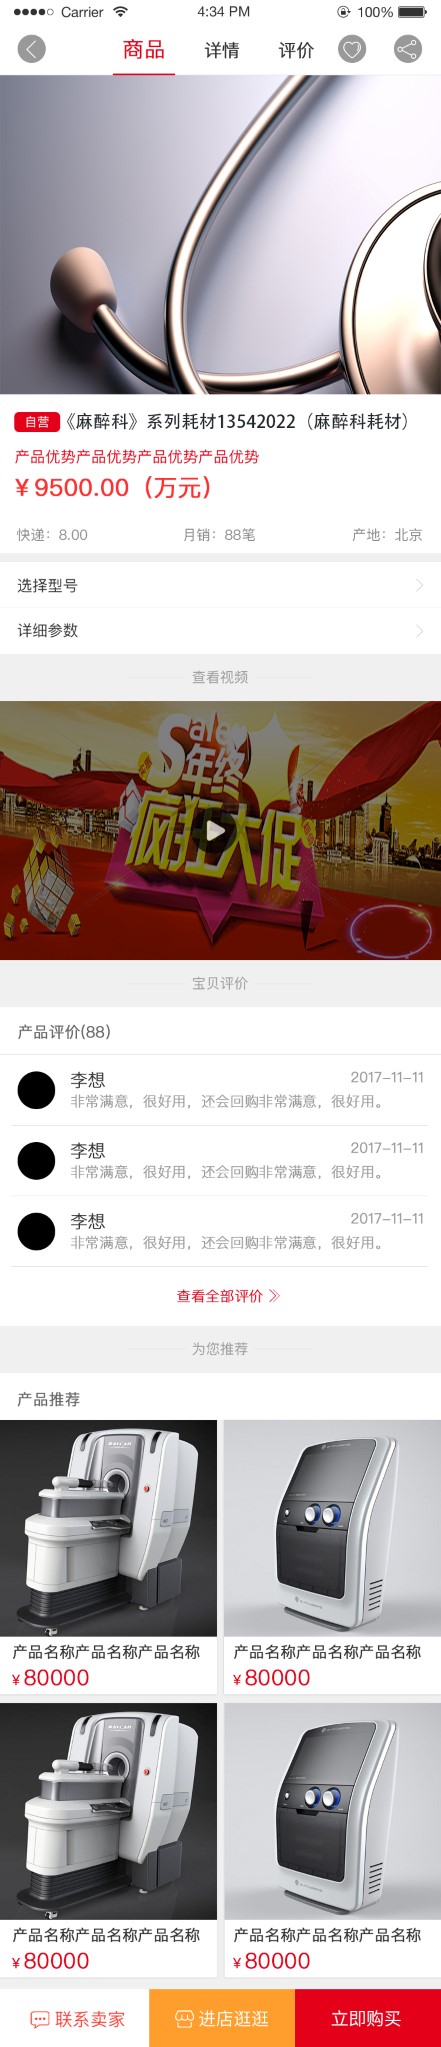 Carrier 4:34 PM 100%
商品 详情 评价
自营 《麻醉科》系列耗材13542022（麻醉科耗材）
产品优势产品优势产品优势产品优势
¥9500.00（万元）
快递：8.00 月销：88笔 产地：北京
选择型号
详细参数
查看视频
Sale
年终
疯狂大促
宝贝评价
产品评价(88)
李想 2017-11-11
非常满意，很好用，还会回购非常满意，很好用。
李想 2017-11-11
非常满意，很好用，还会回购非常满意，很好用。
李想 2017-11-11
非常满意，很好用，还会回购非常满意，很好用。
查看全部评价
为您推荐
产品推荐
产品名称产品名称产品名称 产品名称产品名称产品名称
¥80000 ¥80000
产品名称产品名称产品名称 产品名称产品名称产品名称
¥80000 ¥80000
联系卖家 进店逛逛 立即购买